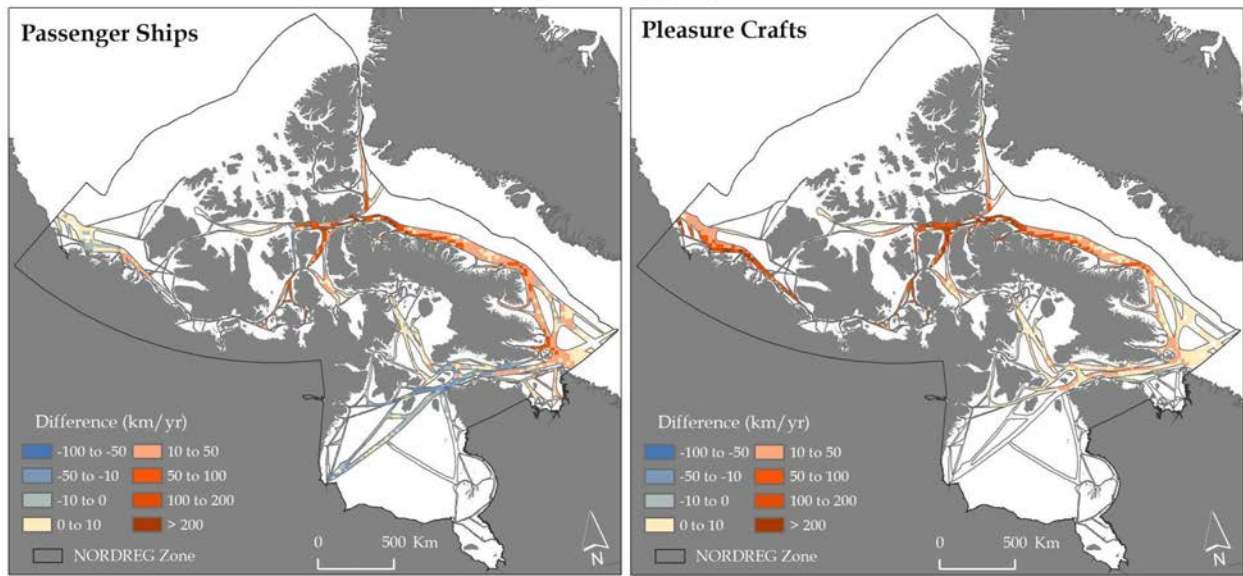 Passenger Ships
Difference (km/yr)
-100 to -50 10 to 50
-50 to -10 50 to 100
-10 to 0 100 to 200
0 to 10 > 200
NORDREG Zone
0 500 Km
N
Pleasure Crafts
Difference (km/yr)
-100 to -50 10 to 50
-50 to -10 50 to 100
-10 to 0 100 to 200
0 to 10 > 200
NORDREG Zone
0 500 Km
N